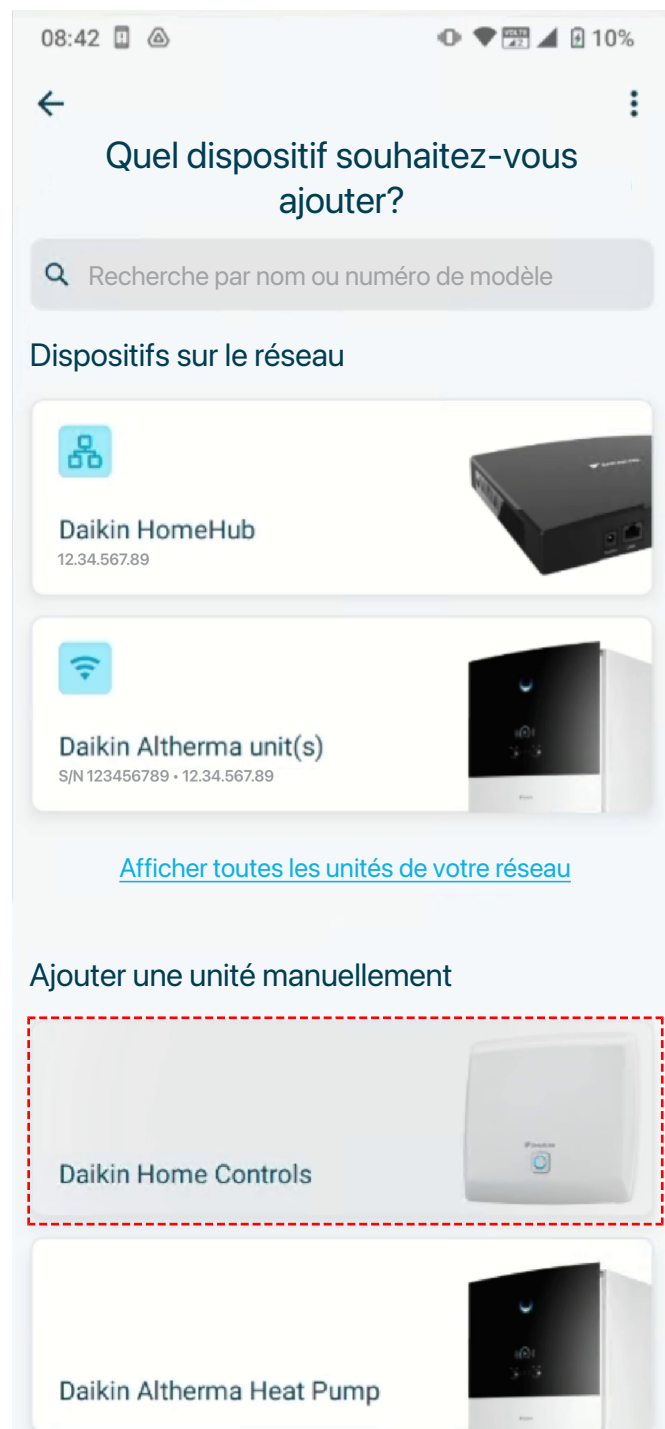 08:42
10%
Quel dispositif souhaitez-vous
ajouter?
Recherche par nom ou numéro de modèle
Dispositifs sur le réseau
Daikin HomeHub
12.34.567.89
Daikin Altherma unit(s)
S/N 123456789 • 12.34.567.89
Afficher toutes les unités de votre réseau
Ajouter une unité manuellement
DAIKIN
Daikin Home Controls
Daikin Altherma Heat Pump